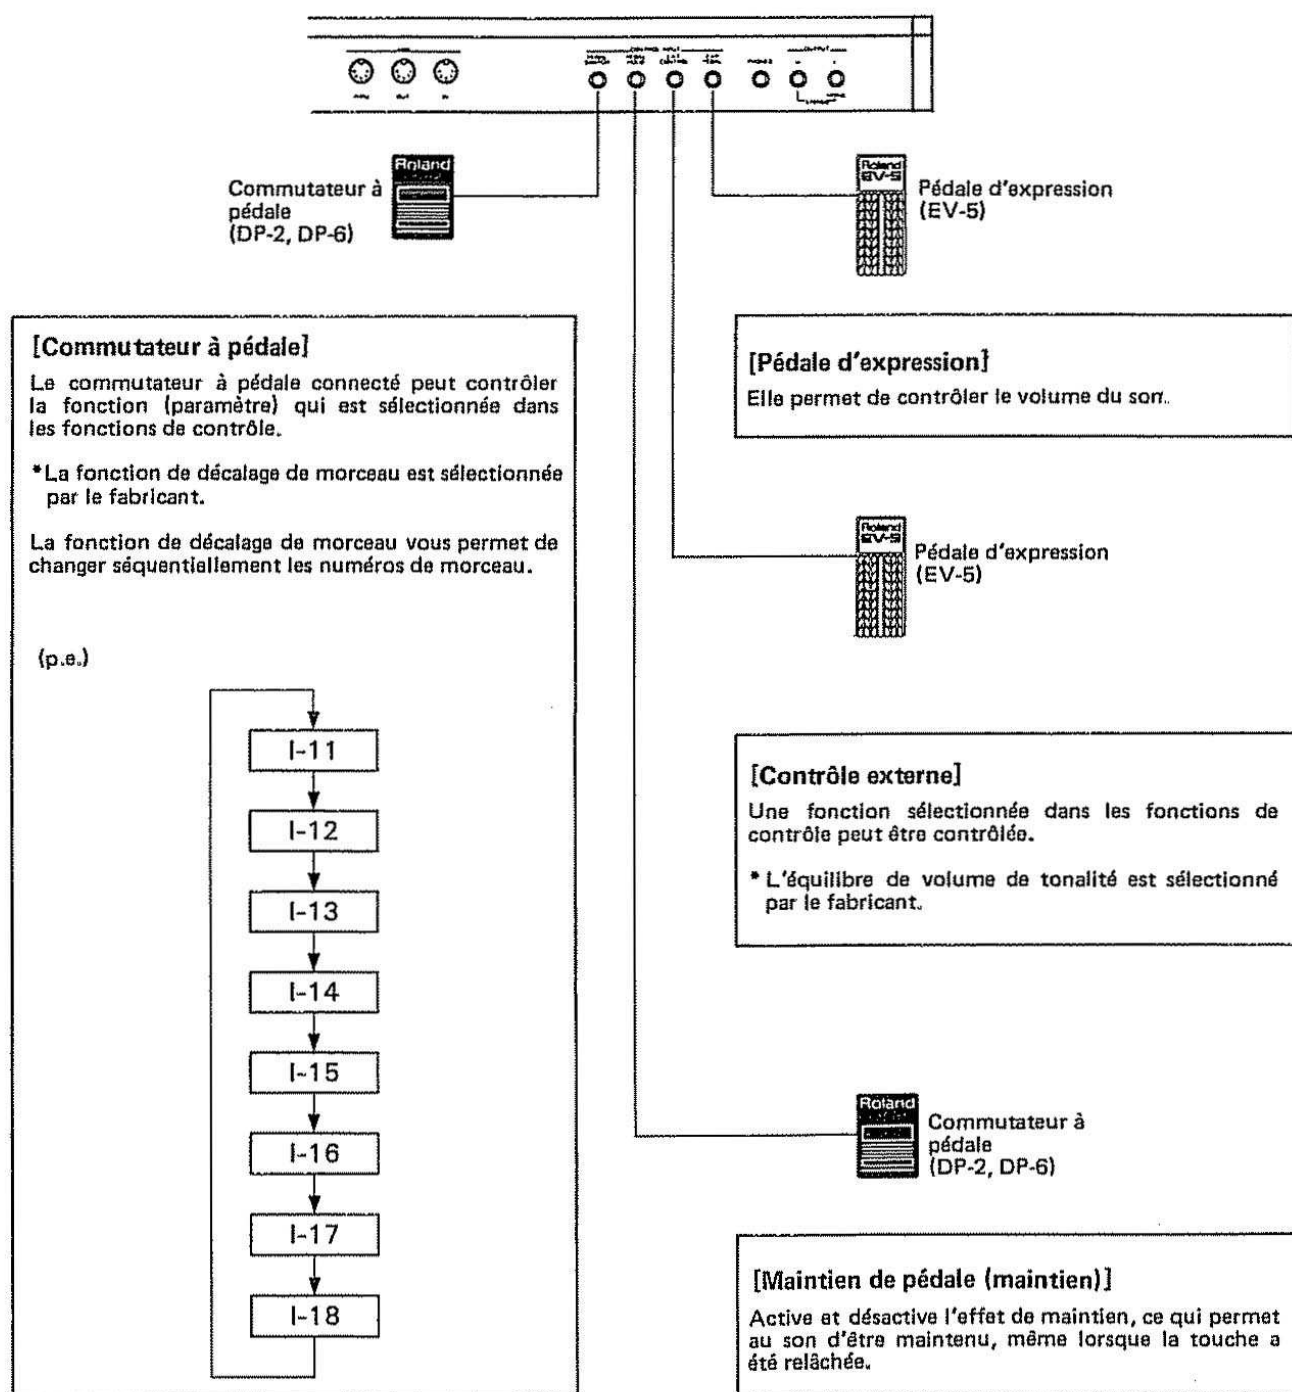 CONTROL INPUT
OUTPUT
PHONES
OUT
IN
Roland
Commutateur à
pédale
(DP-2, DP-6)
Roland
EV-5
Pédale d'expression
(EV-5)
[Commutateur à pédale]
Le commutateur à pédale connecté peut contrôler
la fonction (paramètre) qui est sélectionnée dans
les fonctions de contrôle.
*La fonction de décalage de morceau est sélectionnée
par le fabricant.
La fonction de décalage de morceau vous permet de
changer séquentiellement les numéros de morceau.
(p.e.)
I-11
I-12
I-13
I-14
I-15
I-16
I-17
I-18
[Pédale d'expression]
Elle permet de contrôler le volume du son.
Roland
EV-5
Pédale d'expression
(EV-5)
[Contrôle externe]
Une fonction sélectionnée dans les fonctions de
contrôle peut être contrôlée.
* L'équilibre de volume de tonalité est sélectionné
par le fabricant.
Roland
Commutateur à
pédale
(DP-2, DP-6)
[Maintien de pédale (maintien)]
Active et désactive l'effet de maintien, ce qui permet
au son d'être maintenu, même lorsque la touche a
été relâchée.